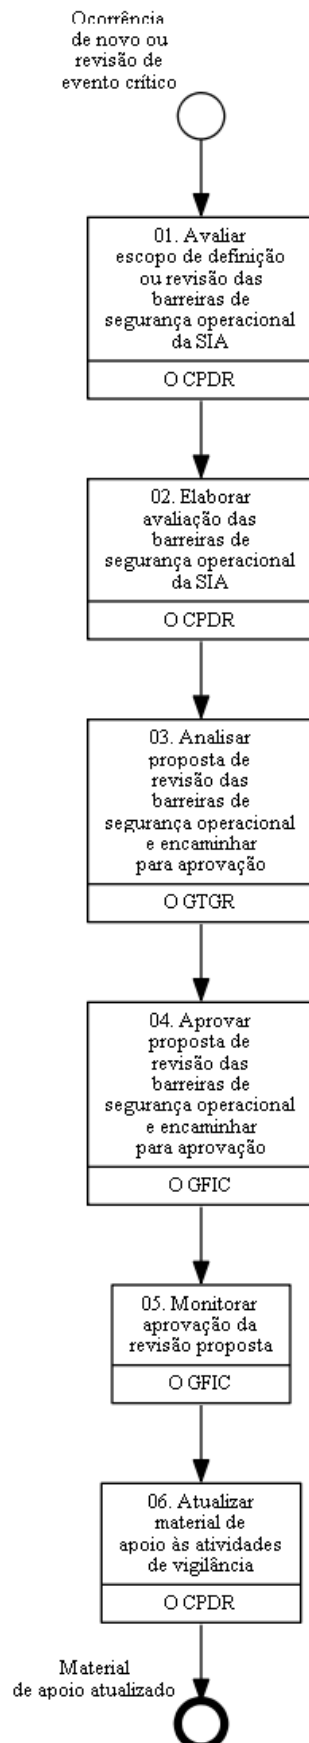 Ocorrência
de novo ou
revisão de
evento crítico
01. Avaliar
escopo de definição
ou revisão das
barreiras de
segurança operacional
da SIA
O CPDR
02. Elaborar
avaliação das
barreiras de
segurança operacional
da SIA
O CPDR
03. Analisar
proposta de
revisão das
barreiras de
segurança operacional
e encaminhar
para aprovação
O GTGR
04. Aprovar
proposta de
revisão das
barreiras de
segurança operacional
e encaminhar
para aprovação
O GFIC
05. Monitorar
aprovação da
revisão proposta
O GFIC
06. Atualizar
material de
apoio às atividades
de vigilância
O CPDR
Material
de apoio atualizado